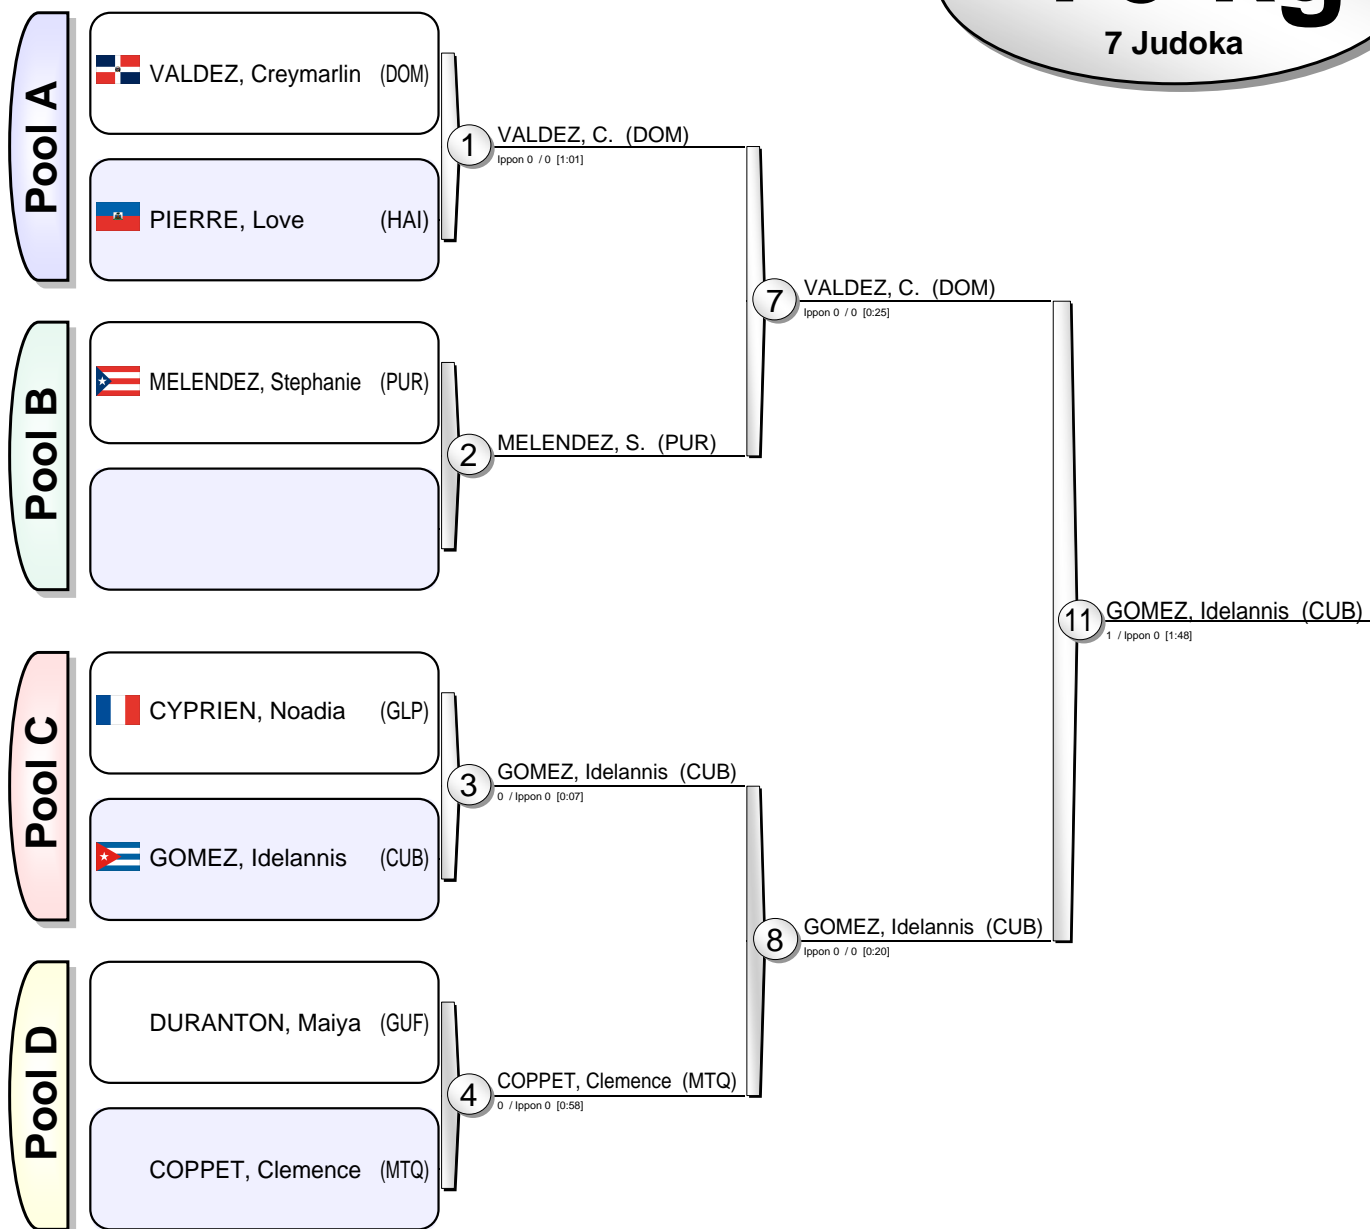 7 Judoka
Pool A
VALDEZ, Creymarlin (DOM)
PIERRE, Love (HAI)
1 VALDEZ, C. (DOM)
Ippon 0 / 0 [1:01]
Pool B
MELENDEZ, Stephanie (PUR)
2 MELENDEZ, S. (PUR)
7 VALDEZ, C. (DOM)
Ippon 0 / 0 [0:25]
Pool C
CYPRIEN, Noadia (GLP)
GOMEZ, Idelannis (CUB)
3 GOMEZ, Idelannis (CUB)
0 / Ippon 0 [0:07]
Pool D
DURANTON, Maiya (GUF)
COPPET, Clemence (MTQ)
4 COPPET, Clemence (MTQ)
0 / Ippon 0 [0:58]
8 GOMEZ, Idelannis (CUB)
Ippon 0 / 0 [0:20]
11 GOMEZ, Idelannis (CUB)
1 / Ippon 0 [1:48]